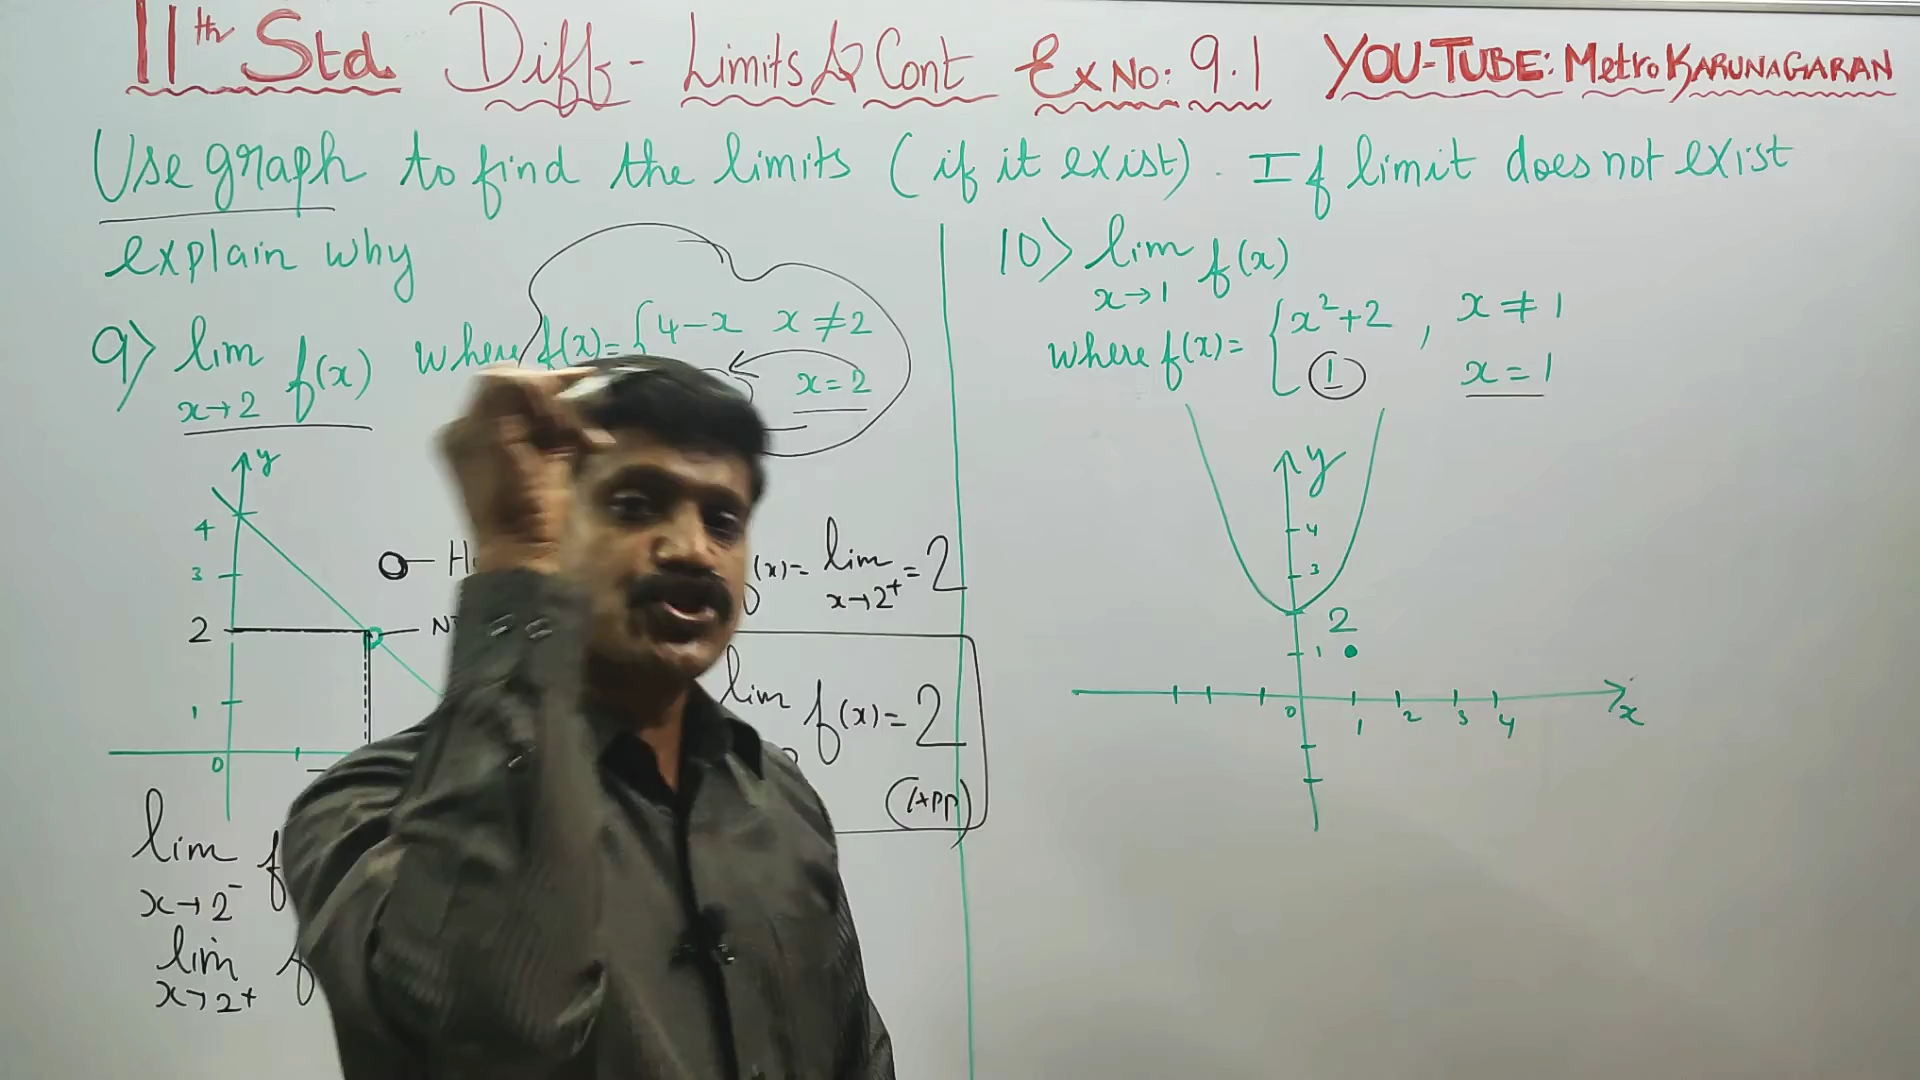 11th Std Diff - Limits & Cont Ex No: 9.1 YOU-TUBE: Metro KARUNAGARAN
Use graph to find the limits (if it exist). If limit does not exist
explain why
9) lim f(x) where f(x) = { 4-x x ≠ 2
x→2
x = 2
y
4
3
2
1
0
H
(x) = lim = 2
x→2+
lim f(x) = 2
(App)
lim f
x→2-
lim f
x→2+
10) lim f(x)
x→1
where f(x) = { x²+2 , x ≠ 1
1 x = 1
y
4
3
2
1
0 1 2 3 4 x